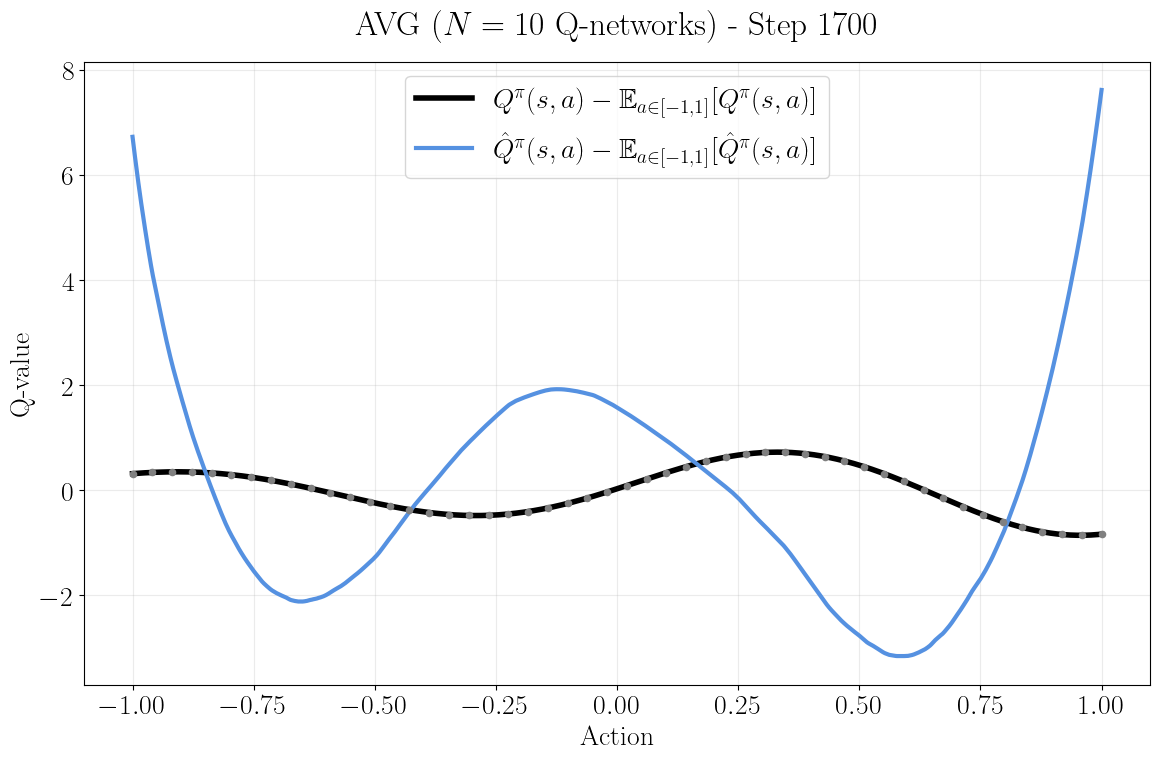 AVG (N = 10 Q-networks) - Step 1700
Q^π(s, a) − 𝔼_{a∈[−1,1]}[Q^π(s, a)]
Q̂^π(s, a) − 𝔼_{a∈[−1,1]}[Q̂^π(s, a)]
Q-value
8
6
4
2
0
−2
−1.00 −0.75 −0.50 −0.25 0.00 0.25 0.50 0.75 1.00
Action